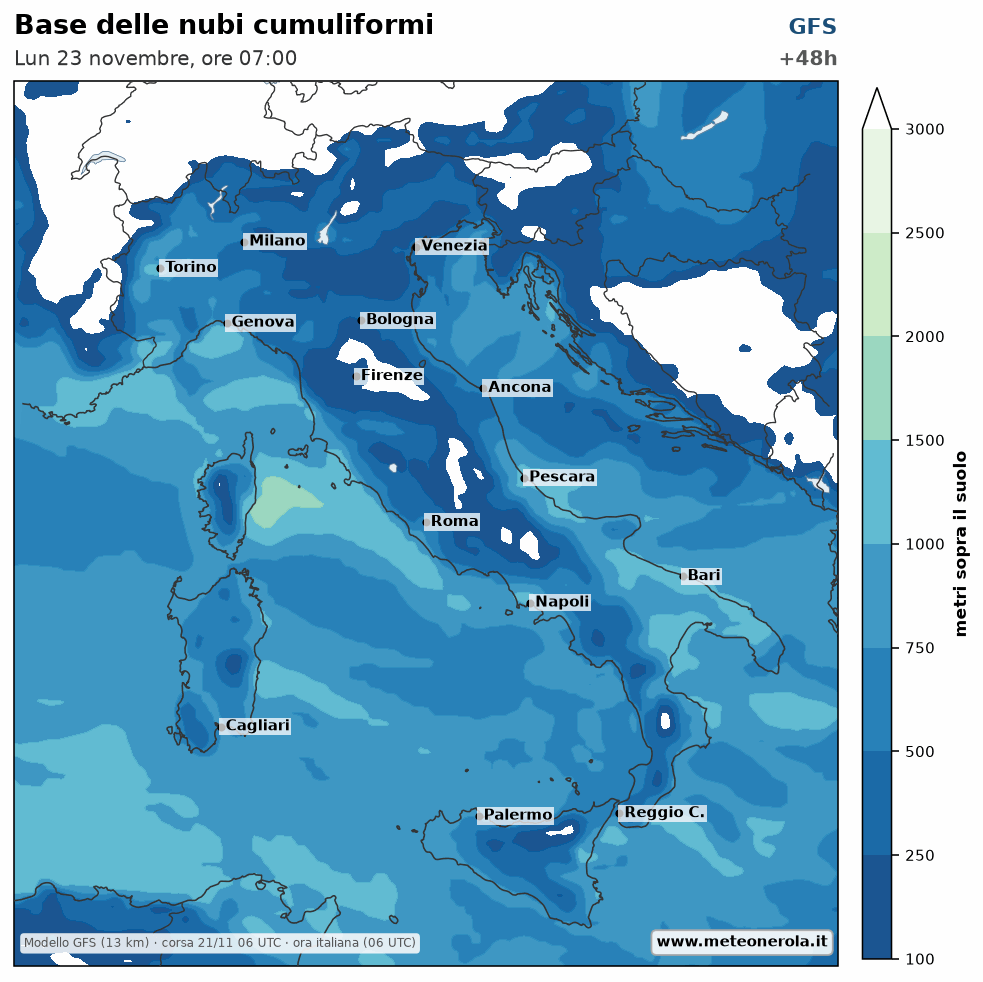 Base delle nubi cumuliformi
GFS
Lun 23 novembre, ore 07:00
+48h
3000
2500
2000
1500
1000
750
500
250
100
metri sopra il suolo
Milano
Venezia
Torino
Genova
Bologna
Firenze
Ancona
Pescara
Roma
Bari
Napoli
Cagliari
Palermo
Reggio C.
Modello GFS (13 km) · corsa 21/11 06 UTC · ora italiana (06 UTC)
www.meteonerola.it